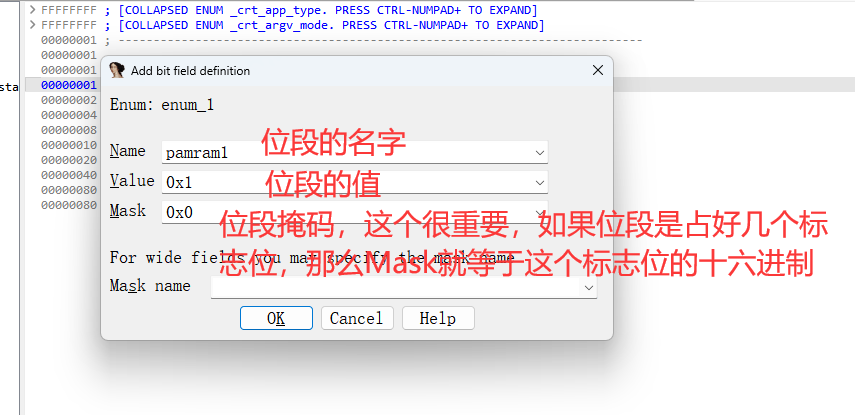 FFFFFFFF ; [COLLAPSED ENUM _crt_app_type. PRESS CTRL-NUMPAD+ TO EXPAND]
FFFFFFFF ; [COLLAPSED ENUM _crt_argv_mode. PRESS CTRL-NUMPAD+ TO EXPAND]
00000001 ; ---------------------------------------------------------------------------
00000001
00000001
sta
00000001
00000002
00000004
00000008
00000010
00000020
00000040
00000080
00000080
Add bit field definition
Enum: enum_1
Name pamram1
位段的名字
Value 0x1
位段的值
Mask 0x0
位段掩码，这个很重要，如果位段是占好几个标
志位，那么Mask就等于这个标志位的十六进制
For wide fields you may specify the mask name
Mask name
OK Cancel Help